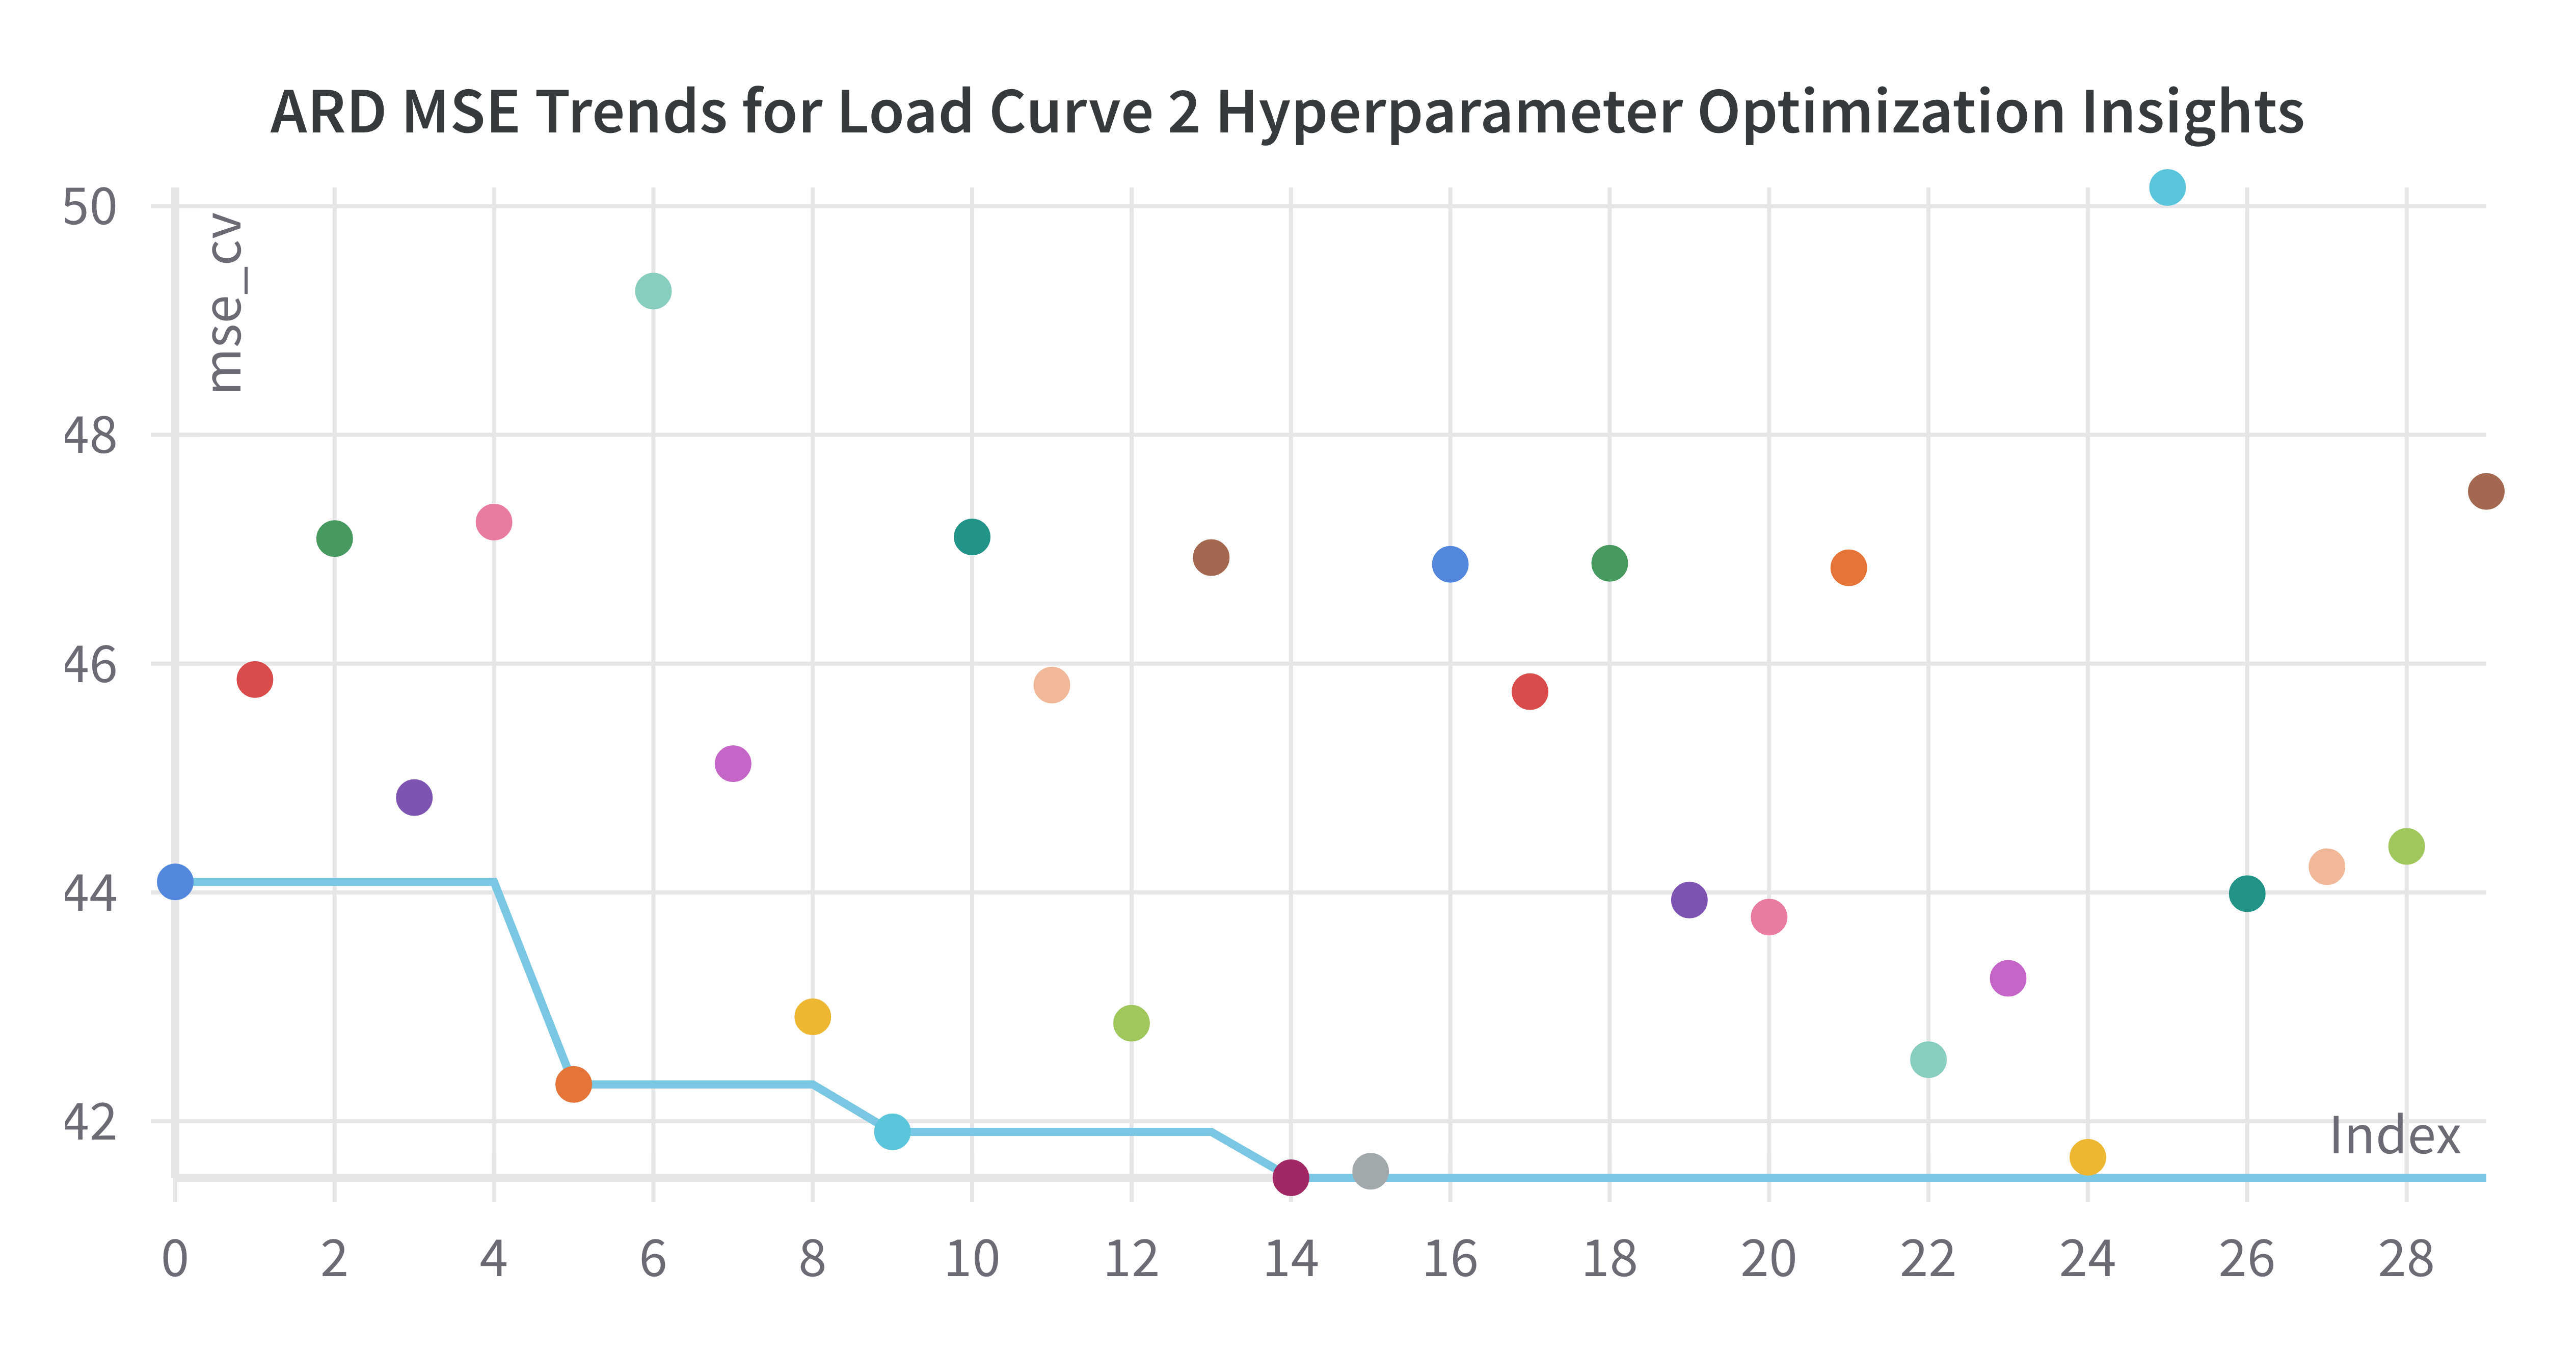 ARD MSE Trends for Load Curve 2 Hyperparameter Optimization Insights
mse_cv
50
48
46
44
42
Index
0 2 4 6 8 10 12 14 16 18 20 22 24 26 28